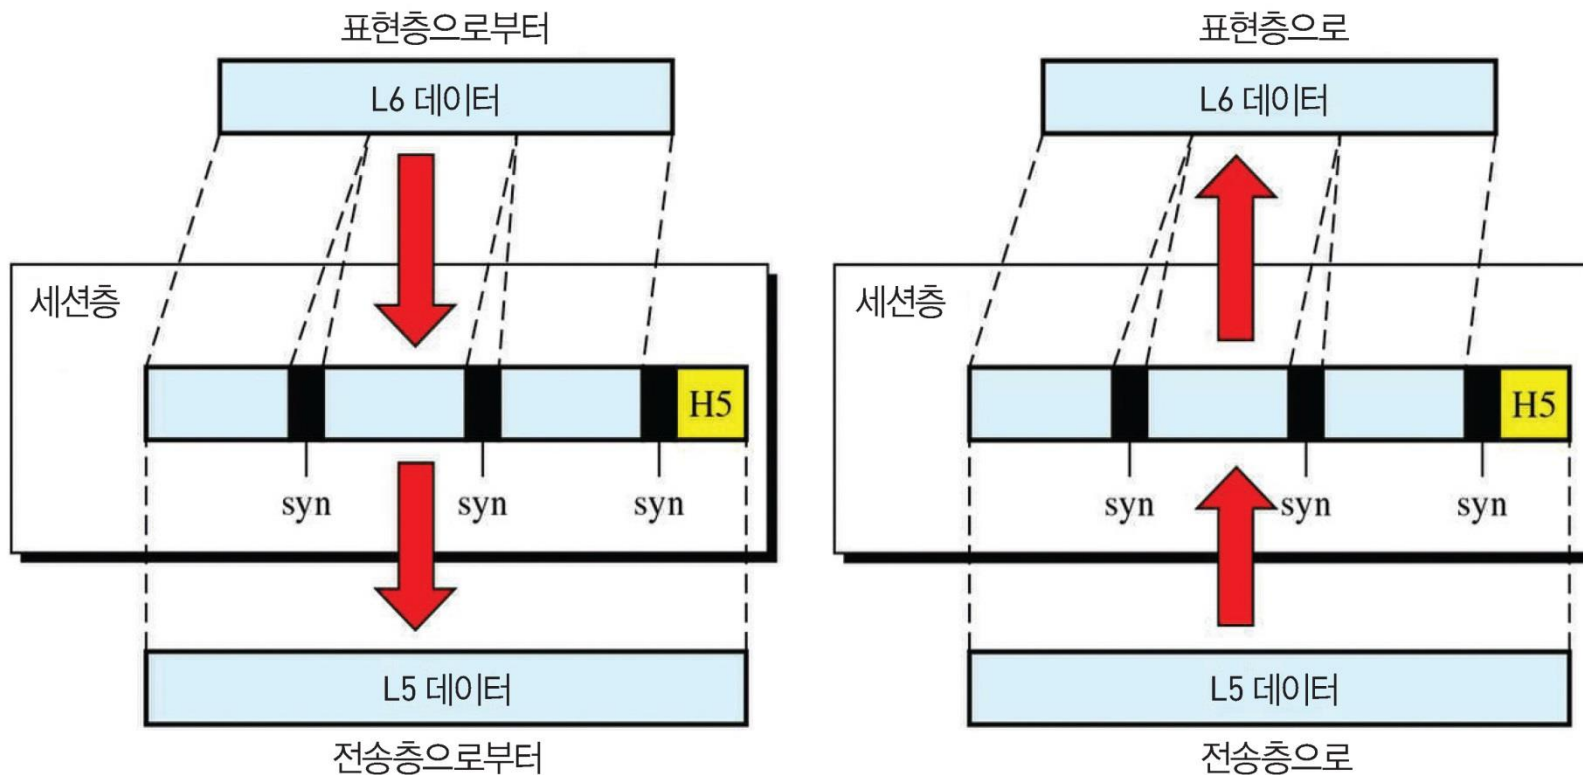 표현층으로부터
L6 데이터
세션층
H5
syn syn syn
L5 데이터
전송층으로부터
표현층으로
L6 데이터
세션층
H5
syn syn syn
L5 데이터
전송층으로